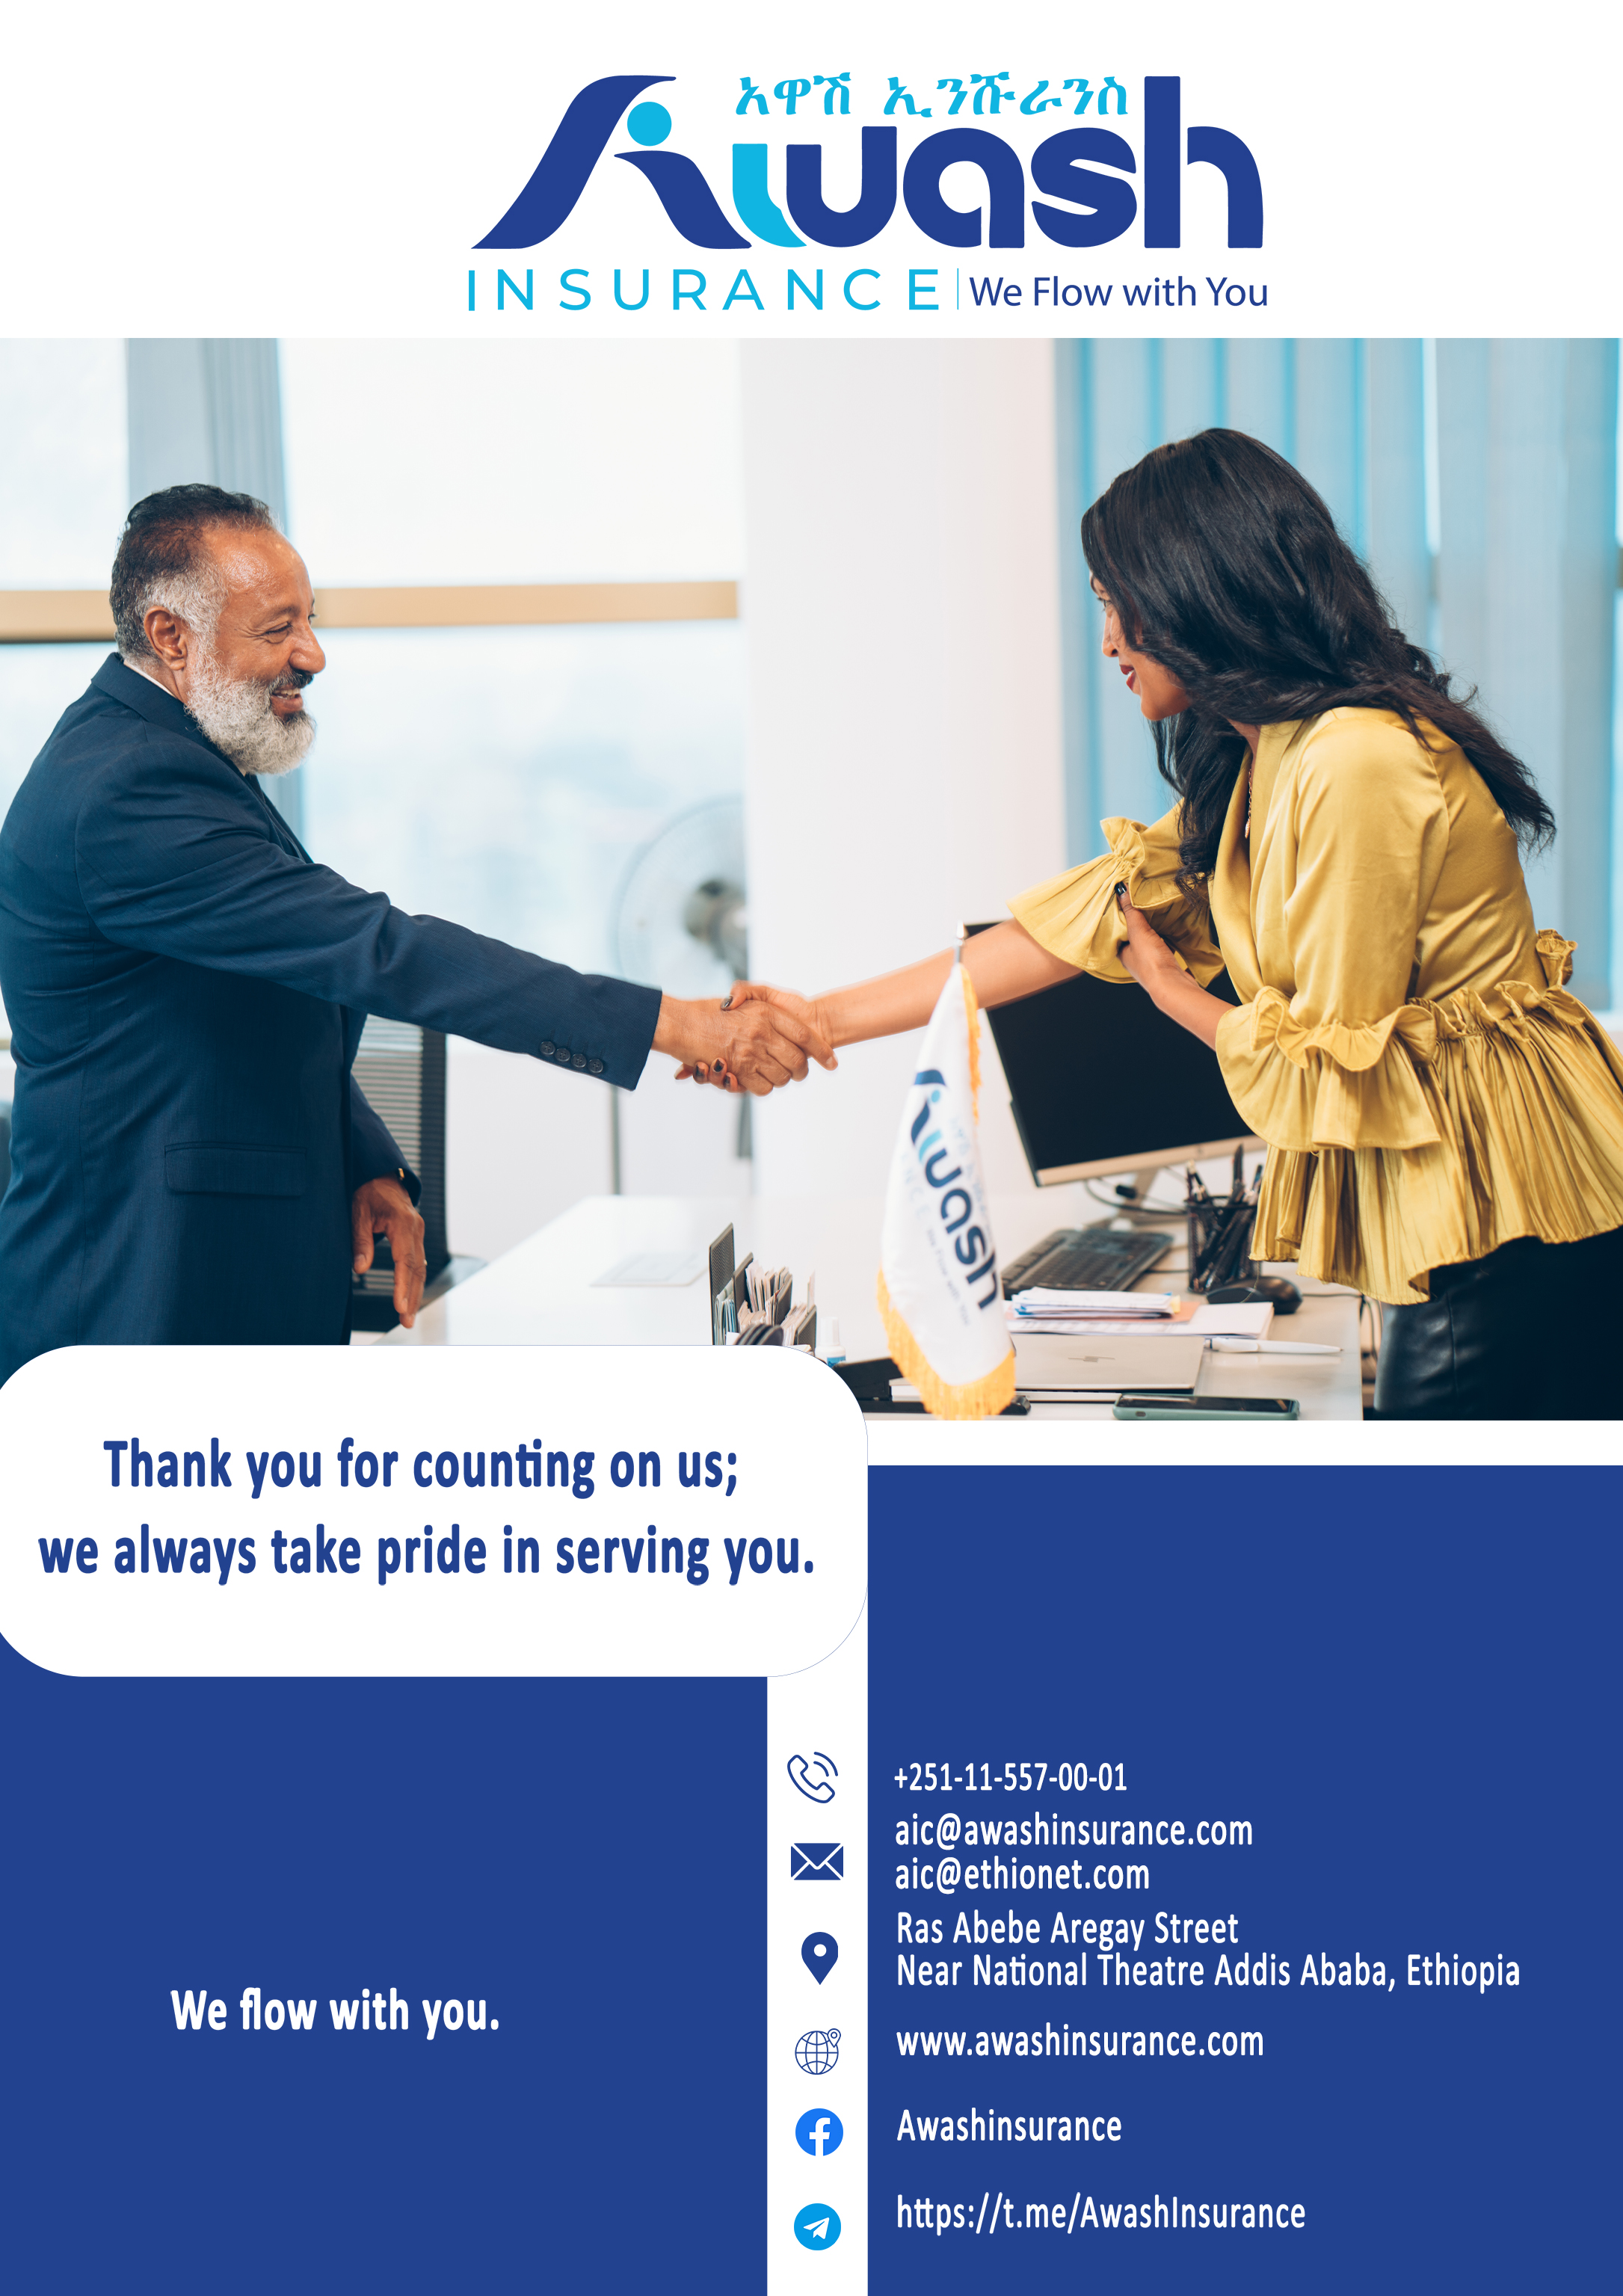 አዋሽ ኢንሹራንስ
Awash
INSURANCE | We Flow with You
Awash
Thank you for counting on us;
we always take pride in serving you.
We flow with you.
+251-11-557-00-01
aic@awashinsurance.com
aic@ethionet.com
Ras Abebe Aregay Street
Near National Theatre Addis Ababa, Ethiopia
www.awashinsurance.com
Awashinsurance
https://t.me/AwashInsurance